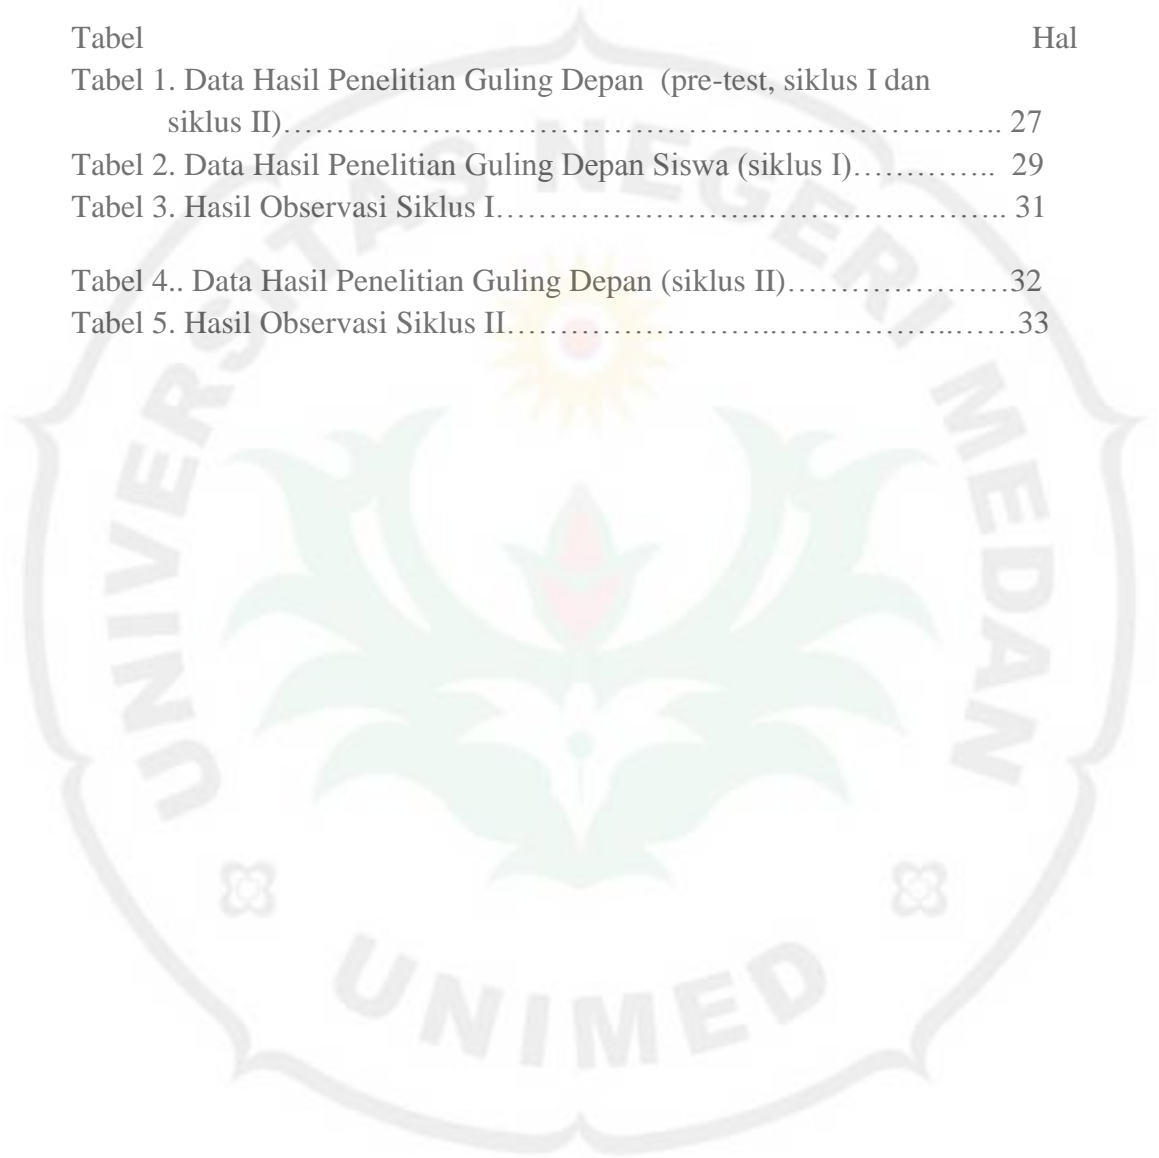 Tabel Hal
Tabel 1. Data Hasil Penelitian Guling Depan (pre-test, siklus I dan
siklus II)………………………………………………………….. 27
Tabel 2. Data Hasil Penelitian Guling Depan Siswa (siklus I)………….. 29
Tabel 3. Hasil Observasi Siklus I……………………...………………….. 31
Tabel 4.. Data Hasil Penelitian Guling Depan (siklus II)…………………32
Tabel 5. Hasil Observasi Siklus II……………………...……………..……33
UNIVERSITAS NEGERI MEDAN
UNIMED